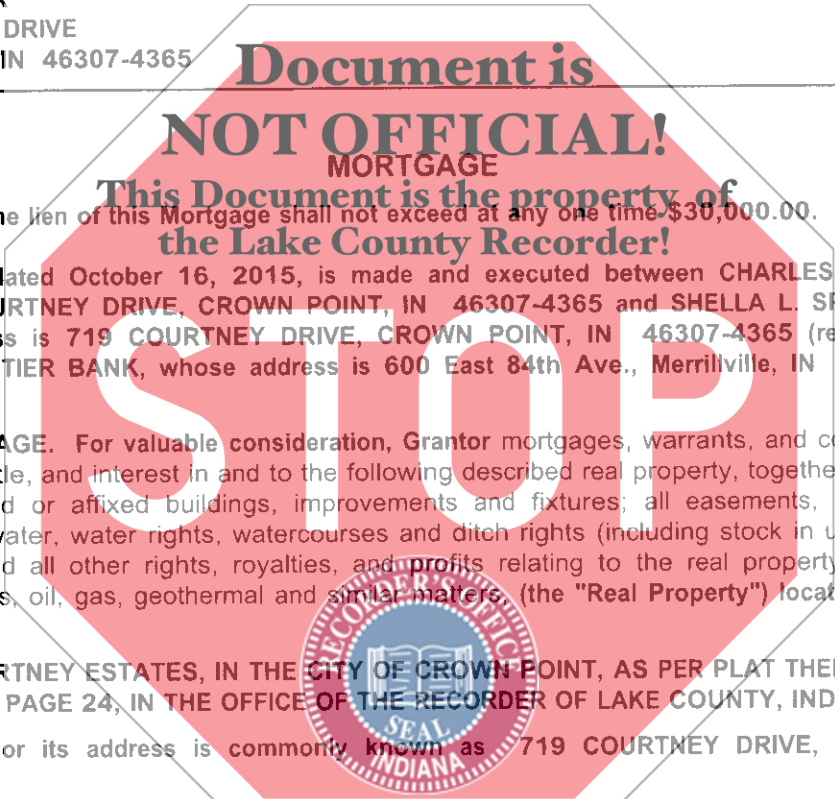 DRIVE
IN 46307-4365
Document is
NOT OFFICIAL!
MORTGAGE
This Document is the property of
lien of this Mortgage shall not exceed at any one time $30,000.00.
the Lake County Recorder!
ated October 16, 2015, is made and executed between CHARLES
RTNEY DRIVE, CROWN POINT, IN 46307-4365 and SHELLA L. SP
ss is 719 COURTNEY DRIVE, CROWN POINT, IN 46307-4365 (re
TIER BANK, whose address is 600 East 84th Ave., Merrillville, IN
STOP
AGE. For valuable consideration, Grantor mortgages, warrants, and co
le, and interest in and to the following described real property, togethe
d or affixed buildings, improvements and fixtures; all easements,
vater, water rights, watercourses and ditch rights (including stock in u
d all other rights, royalties, and profits relating to the real property
s, oil, gas, geothermal and similar matters, (the "Real Property") locat
RECORDER'S OFFICE
RTNEY ESTATES, IN THE CITY OF CROWN POINT, AS PER PLAT THE
PAGE 24, IN THE OFFICE OF THE RECORDER OF LAKE COUNTY, IND
SEAL
or its address is commonly known as 719 COURTNEY DRIVE,
INDIANA